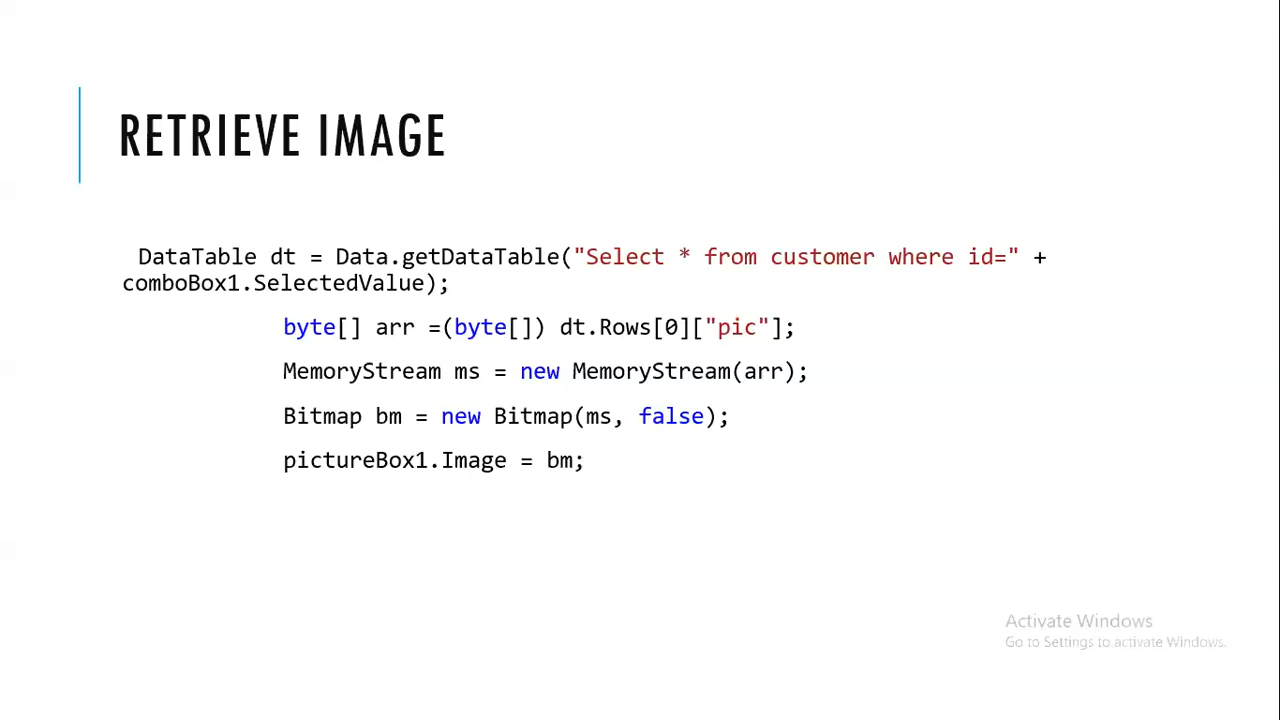 RETRIEVE IMAGE
DataTable dt = Data.getDataTable("Select * from customer where id=" +
comboBox1.SelectedValue);
byte[] arr =(byte[]) dt.Rows[0]["pic"];
MemoryStream ms = new MemoryStream(arr);
Bitmap bm = new Bitmap(ms, false);
pictureBox1.Image = bm;
Activate Windows
Go to Settings to activate Windows.